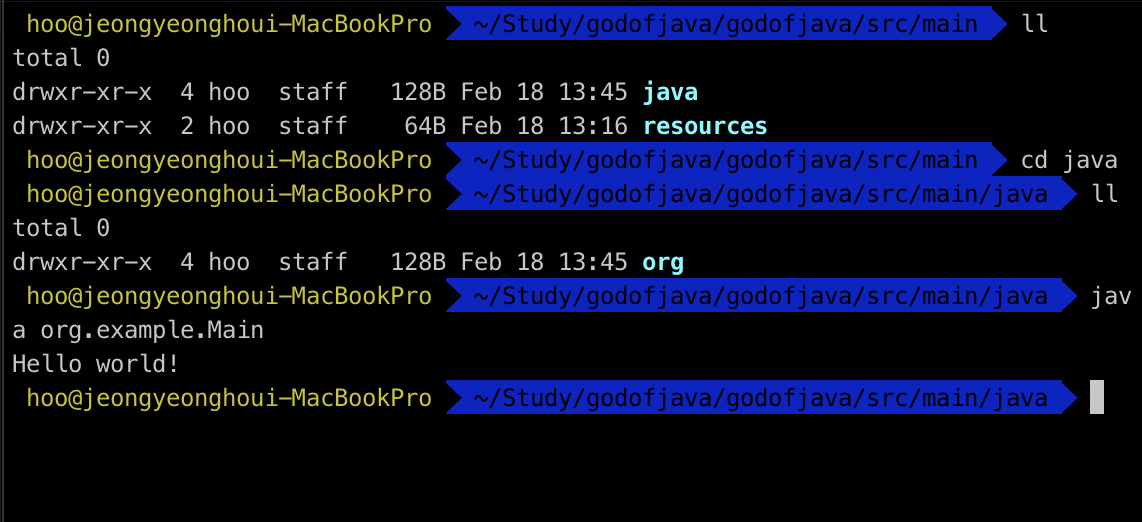 hoo@jeongyeonghoui-MacBookPro ~/Study/godofjava/godofjava/src/main ll
total 0
drwxr-xr-x 4 hoo staff 128B Feb 18 13:45 java
drwxr-xr-x 2 hoo staff 64B Feb 18 13:16 resources
hoo@jeongyeonghoui-MacBookPro ~/Study/godofjava/godofjava/src/main cd java
hoo@jeongyeonghoui-MacBookPro ~/Study/godofjava/godofjava/src/main/java ll
total 0
drwxr-xr-x 4 hoo staff 128B Feb 18 13:45 org
hoo@jeongyeonghoui-MacBookPro ~/Study/godofjava/godofjava/src/main/java jav
a org.example.Main
Hello world!
hoo@jeongyeonghoui-MacBookPro ~/Study/godofjava/godofjava/src/main/java